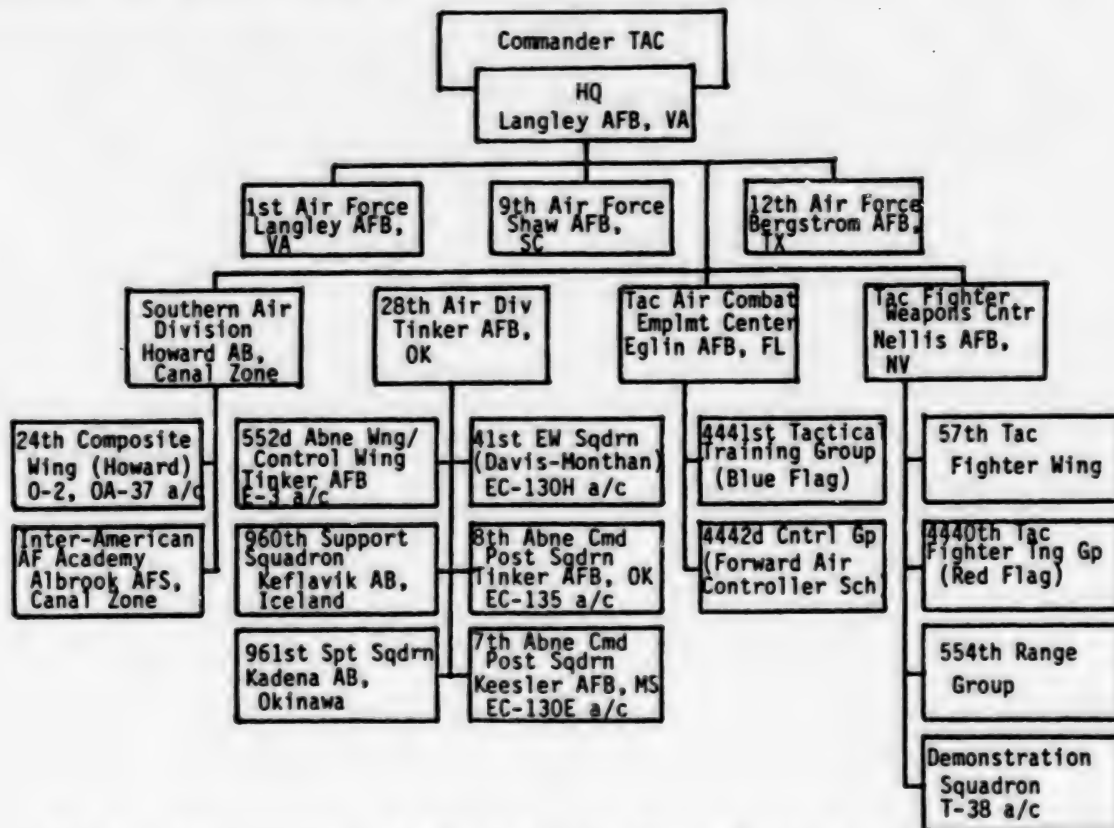 Commander TAC
HQ
Langley AFB, VA
1st Air Force
Langley AFB,
VA
9th Air Force
Shaw AFB,
SC
12th Air Force
Bergstrom AFB,
TX
Southern Air
Division
Howard AB,
Canal Zone
28th Air Div
Tinker AFB,
OK
Tac Air Combat
Emplmt Center
Eglin AFB, FL
Tac Fighter
Weapons Cntr
Nellis AFB,
NV
24th Composite
Wing (Howard)
O-2, OA-37 a/c
Inter-American
AF Academy
Albrook AFS,
Canal Zone
552d Abne Wng/
Control Wing
Tinker AFB
E-3 a/c
960th Support
Squadron
Keflavik AB,
Iceland
961st Spt Sqdrn
Kadena AB,
Okinawa
41st EW Sqdrn
(Davis-Monthan)
EC-130H a/c
8th Abne Cmd
Post Sqdrn
Tinker AFB, OK
EC-135 a/c
7th Abne Cmd
Post Sqdrn
Keesler AFB, MS
EC-130E a/c
4441st Tactical
Training Group
(Blue Flag)
4442d Cntrl Gp
(Forward Air
Controller Sch)
57th Tac
Fighter Wing
4440th Tac
Fighter Tng Gp
(Red Flag)
554th Range
Group
Demonstration
Squadron
T-38 a/c